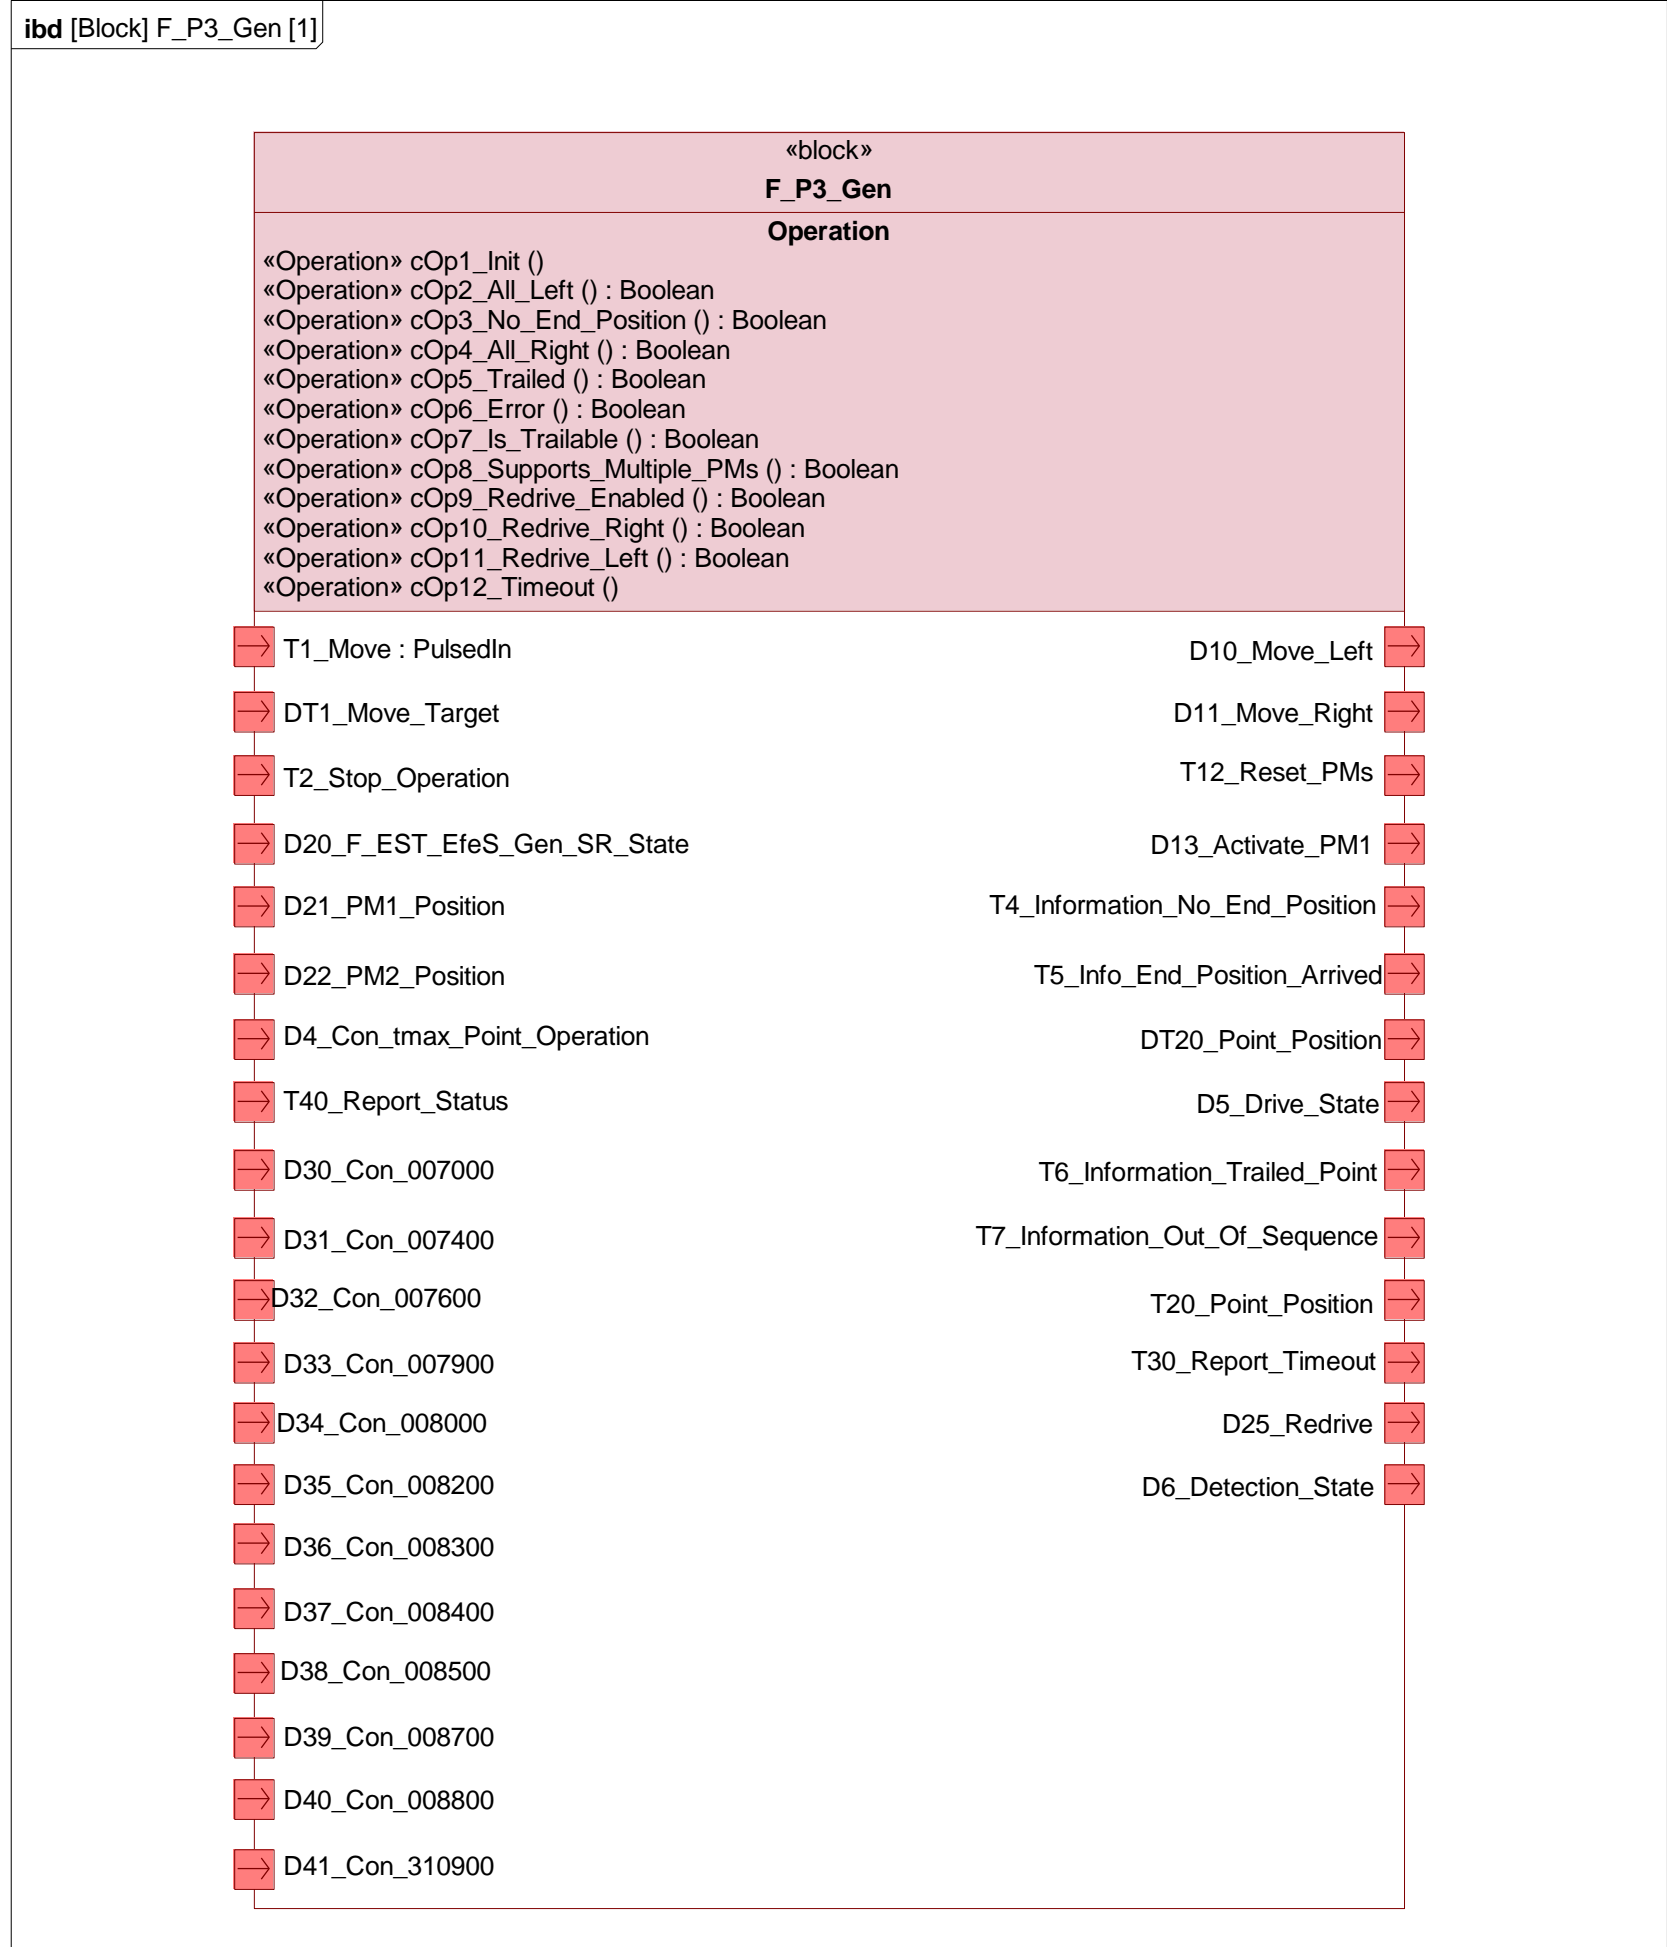 ibd [Block] F_P3_Gen [1]
«block»
F_P3_Gen
Operation
«Operation» cOp1_Init ()
«Operation» cOp2_All_Left () : Boolean
«Operation» cOp3_No_End_Position () : Boolean
«Operation» cOp4_All_Right () : Boolean
«Operation» cOp5_Trailed () : Boolean
«Operation» cOp6_Error () : Boolean
«Operation» cOp7_Is_Trailable () : Boolean
«Operation» cOp8_Supports_Multiple_PMs () : Boolean
«Operation» cOp9_Redrive_Enabled () : Boolean
«Operation» cOp10_Redrive_Right () : Boolean
«Operation» cOp11_Redrive_Left () : Boolean
«Operation» cOp12_Timeout ()
T1_Move : PulsedIn
DT1_Move_Target
T2_Stop_Operation
D20_F_EST_EfeS_Gen_SR_State
D21_PM1_Position
D22_PM2_Position
D4_Con_tmax_Point_Operation
T40_Report_Status
D30_Con_007000
D31_Con_007400
D32_Con_007600
D33_Con_007900
D34_Con_008000
D35_Con_008200
D36_Con_008300
D37_Con_008400
D38_Con_008500
D39_Con_008700
D40_Con_008800
D41_Con_310900
D10_Move_Left
D11_Move_Right
T12_Reset_PMs
D13_Activate_PM1
T4_Information_No_End_Position
T5_Info_End_Position_Arrived
DT20_Point_Position
D5_Drive_State
T6_Information_Trailed_Point
T7_Information_Out_Of_Sequence
T20_Point_Position
T30_Report_Timeout
D25_Redrive
D6_Detection_State